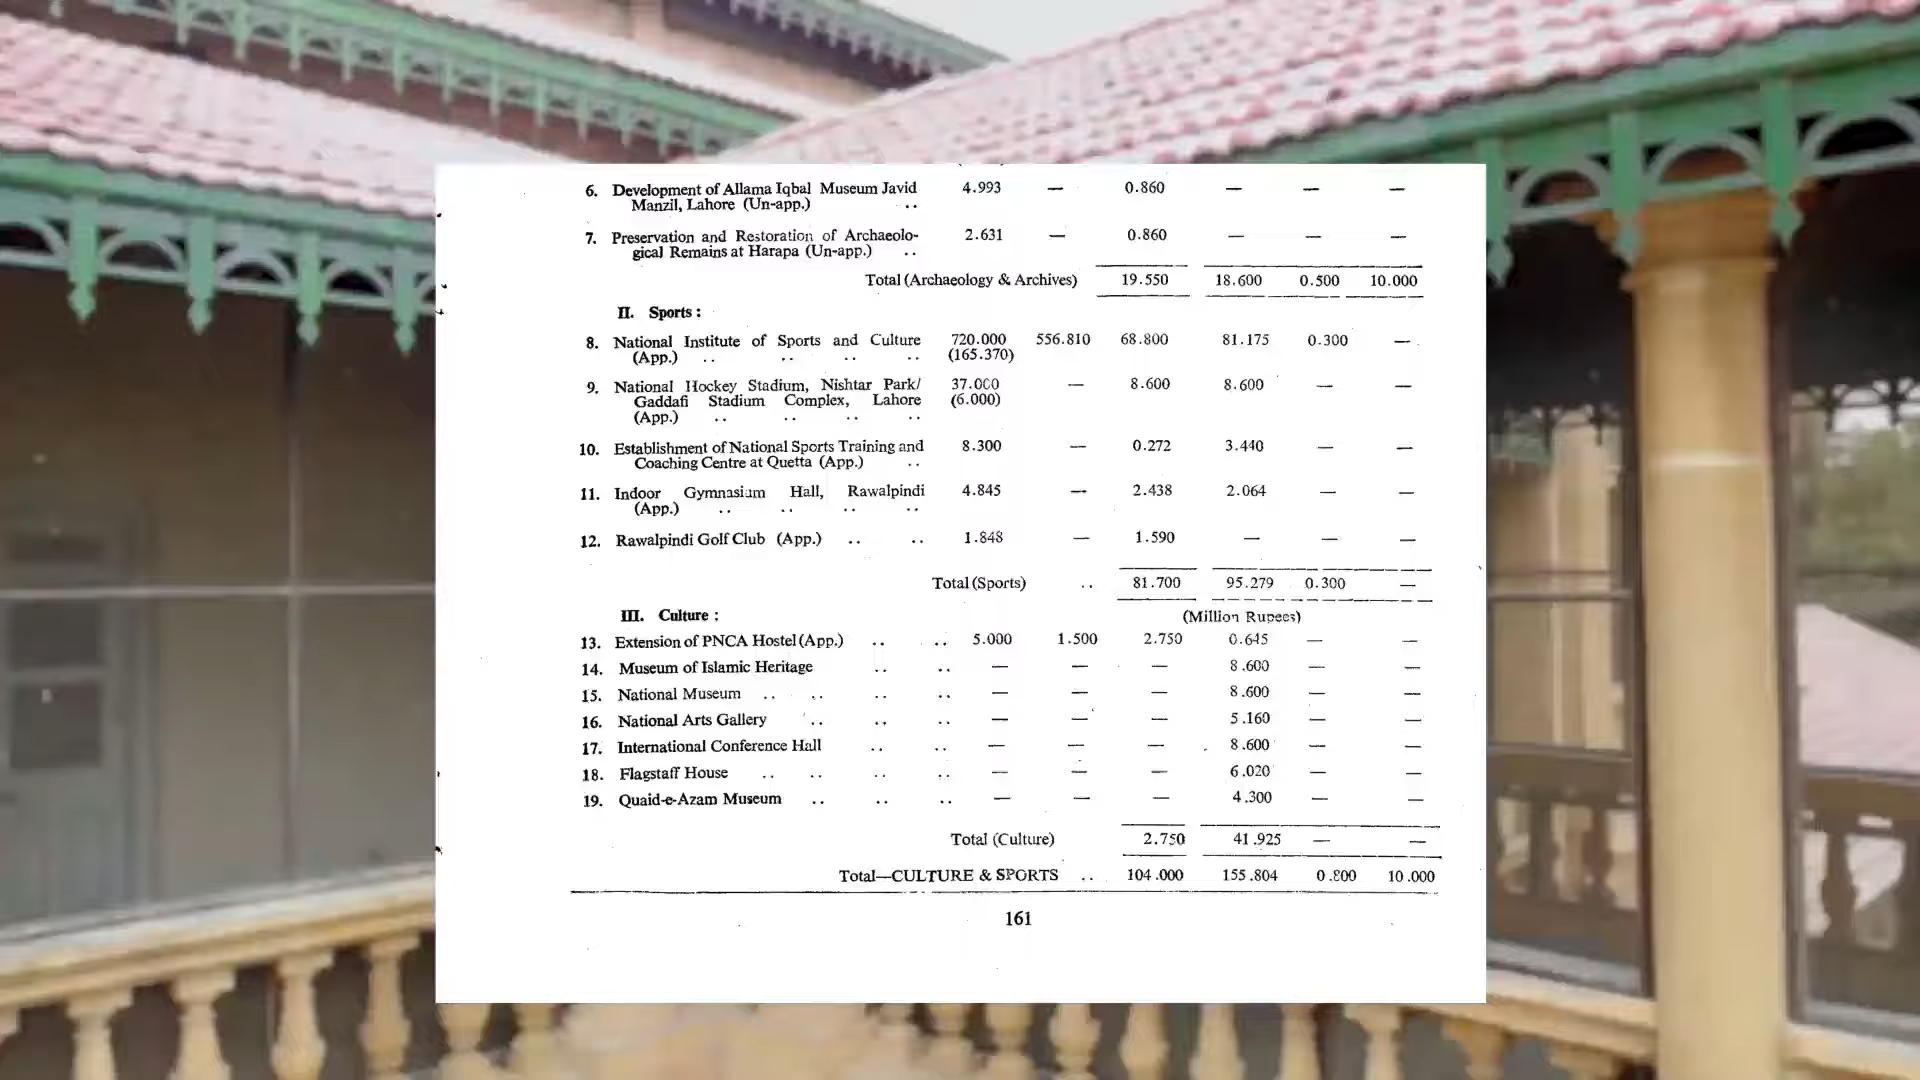 6. Development of Allama Iqbal Museum Javid 4.993 — 0.860 — — —
Manzil, Lahore (Un-app.) ..
7. Preservation and Restoration of Archaeolo- 2.631 — 0.860 — — —
gical Remains at Harapa (Un-app.) ..
Total (Archaeology & Archives) 19.550 18.600 0.500 10.000
II. Sports :
8. National Institute of Sports and Culture 720.000 556.810 68.800 81.175 0.300 —
(App.) .. .. .. .. (165.370)
9. National Hockey Stadium, Nishtar Park/ 37.000 — 8.600 8.600 — —
Gaddafi Stadium Complex, Lahore (6.000)
(App.) .. .. .. ..
10. Establishment of National Sports Training and 8.300 — 0.272 3.440 — —
Coaching Centre at Quetta (App.) ..
11. Indoor Gymnasium Hall, Rawalpindi 4.845 — 2.438 2.064 — —
(App.) .. .. .. ..
12. Rawalpindi Golf Club (App.) .. .. 1.848 — 1.590 — — —
Total (Sports) .. 81.700 95.279 0.300 —
III. Culture : (Million Rupees)
13. Extension of PNCA Hostel (App.) .. .. 5.000 1.500 2.750 0.645 — —
14. Museum of Islamic Heritage .. .. — — — 8.600 — —
15. National Museum .. .. .. .. — — — 8.600 — —
16. National Arts Gallery .. .. .. — — — 5.160 — —
17. International Conference Hall .. .. — — — 8.600 — —
18. Flagstaff House .. .. .. .. — — — 6.020 — —
19. Quaid-e-Azam Museum .. .. .. — — — 4.300 — —
Total (Culture) 2.750 41.925 — —
Total—CULTURE & SPORTS .. 104.000 155.804 0.800 10.000
161